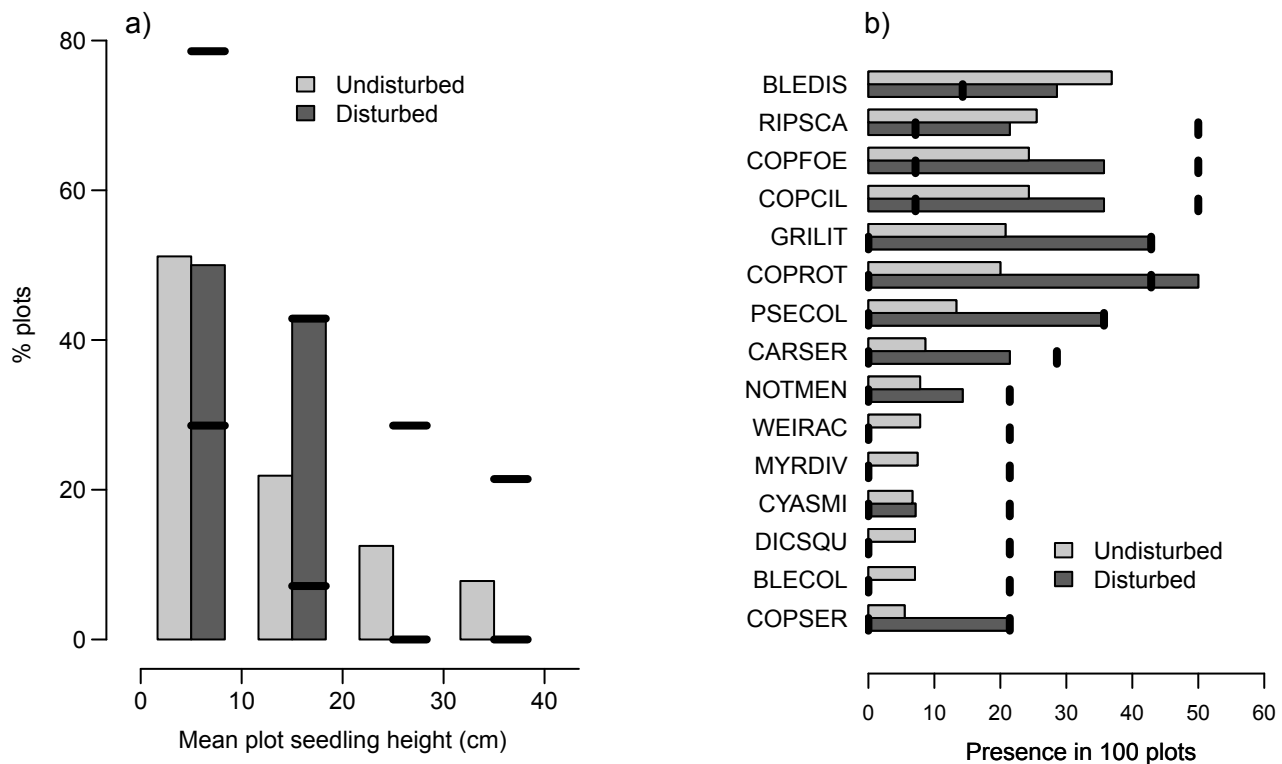 a)
80
60
40
20
0
% plots
Undisturbed
Disturbed
0 10 20 30 40
Mean plot seedling height (cm)
b)
BLEDIS
RIPSCA
COPFOE
COPCIL
GRILIT
COPROT
PSECOL
CARSER
NOTMEN
WEIRAC
MYRDIV
CYASMI
DICSQU
BLECOL
COPSER
Undisturbed
Disturbed
0 10 20 30 40 50 60
Presence in 100 plots